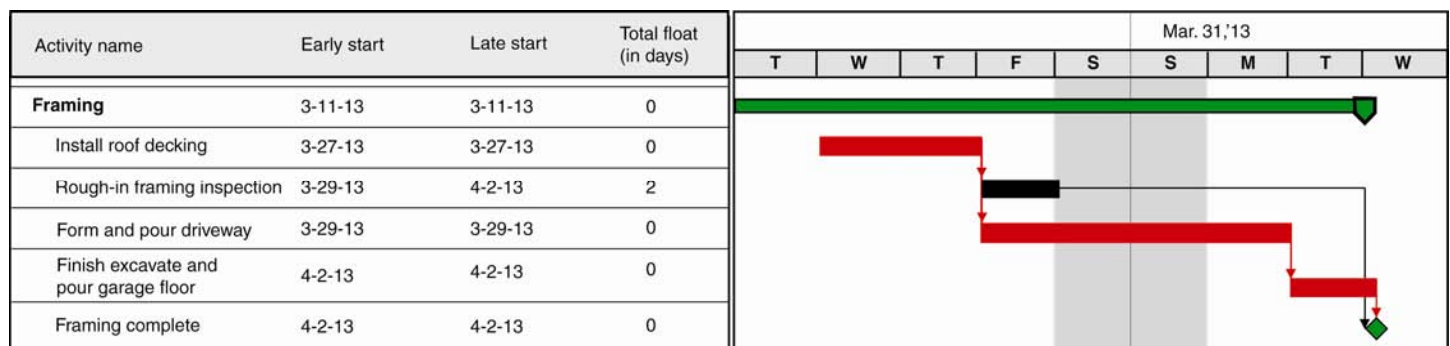 Activity name Early start Late start Total float (in days)
Mar. 31,'13
T W T F S S M T W
Framing 3-11-13 3-11-13 0
Install roof decking 3-27-13 3-27-13 0
Rough-in framing inspection 3-29-13 4-2-13 2
Form and pour driveway 3-29-13 3-29-13 0
Finish excavate and
pour garage floor 4-2-13 4-2-13 0
Framing complete 4-2-13 4-2-13 0